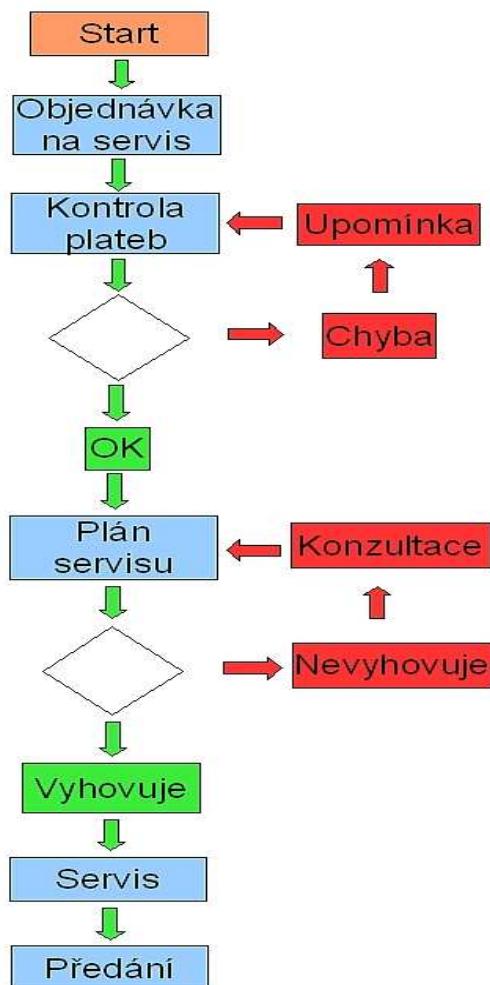 Start
Objednávka
na servis
Kontrola
plateb
Upomínka
Chyba
OK
Plán
servisu
Konzultace
Nevyhovuje
Vyhovuje
Servis
Předání